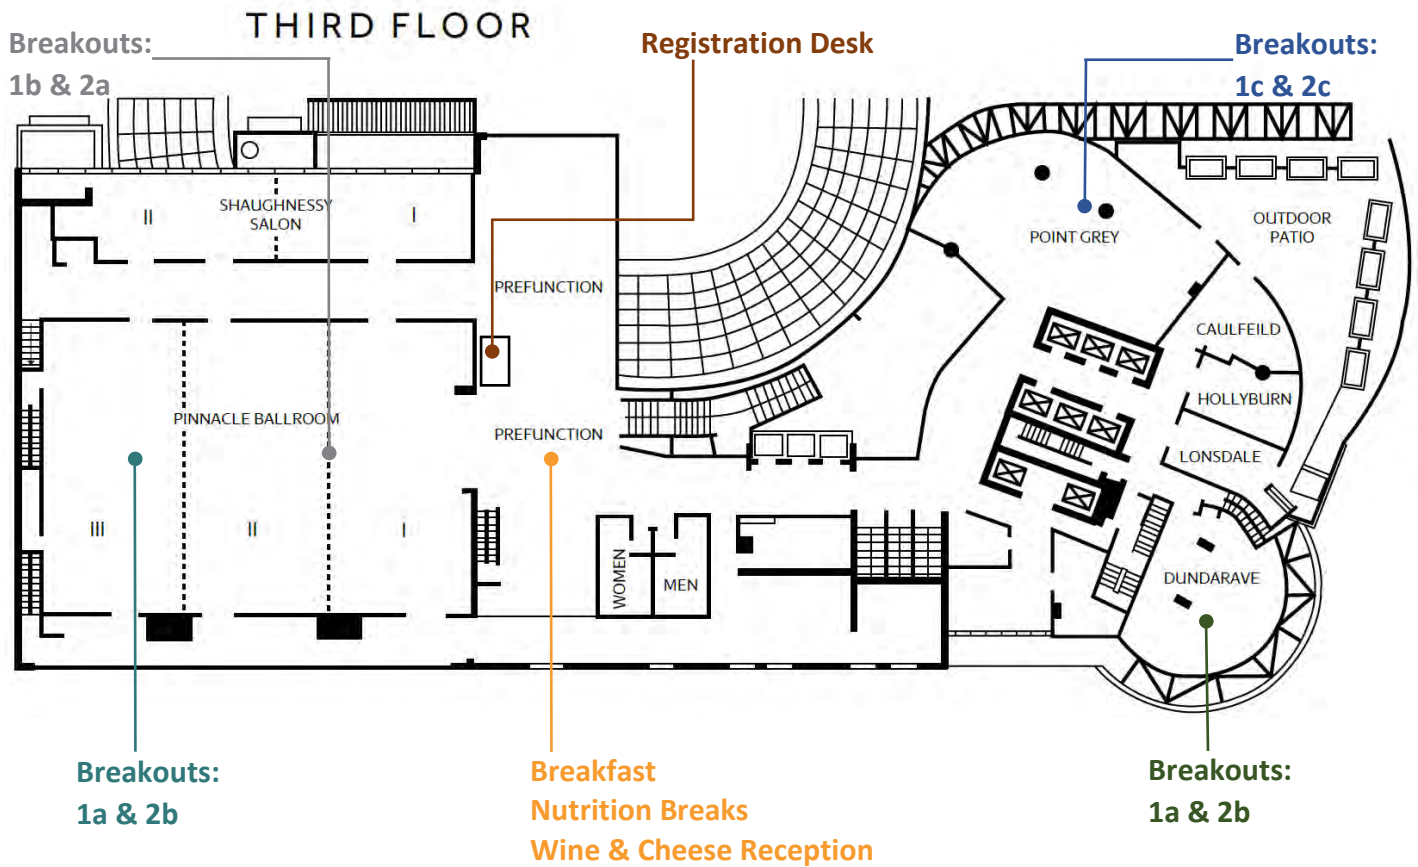 THIRD FLOOR
Breakouts:
1b & 2a
Registration Desk
Breakouts:
1c & 2c
II
SHAUGHNESSY
SALON
I
POINT GREY
OUTDOOR
PATIO
PREFUNCTION
CAULFEILD
HOLLYBURN
LONSDALE
PINNACLE BALLROOM
PREFUNCTION
III
II
I
WOMEN
MEN
DUNDARAVE
Breakouts:
1a & 2b
Breakfast
Nutrition Breaks
Wine & Cheese Reception
Breakouts:
1a & 2b